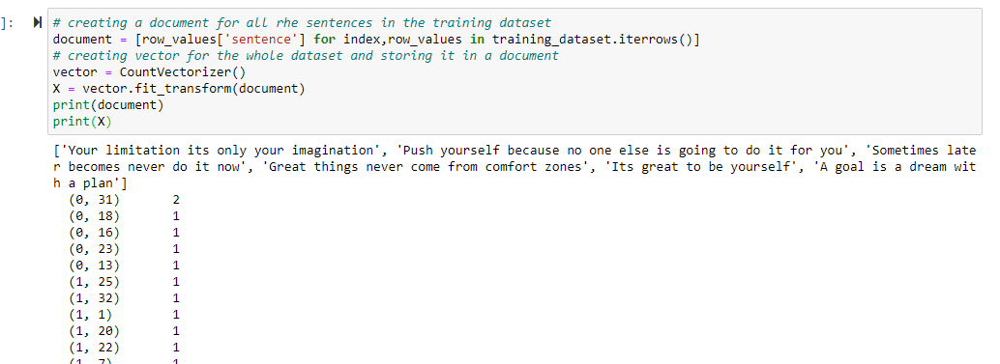 ]:
# creating a document for all rhe sentences in the training dataset
document = [row_values['sentence'] for index,row_values in training_dataset.iterrows()]
# creating vector for the whole dataset and storing it in a document
vector = CountVectorizer()
X = vector.fit_transform(document)
print(document)
print(X)
['Your limitation its only your imagination', 'Push yourself because no one else is going to do it for you', 'Sometimes late
r becomes never do it now', 'Great things never come from comfort zones', 'Its great to be yourself', 'A goal is a dream wit
h a plan']
(0, 31) 2
(0, 18) 1
(0, 16) 1
(0, 23) 1
(0, 13) 1
(1, 25) 1
(1, 32) 1
(1, 1) 1
(1, 20) 1
(1, 22) 1
(1, 7) 1